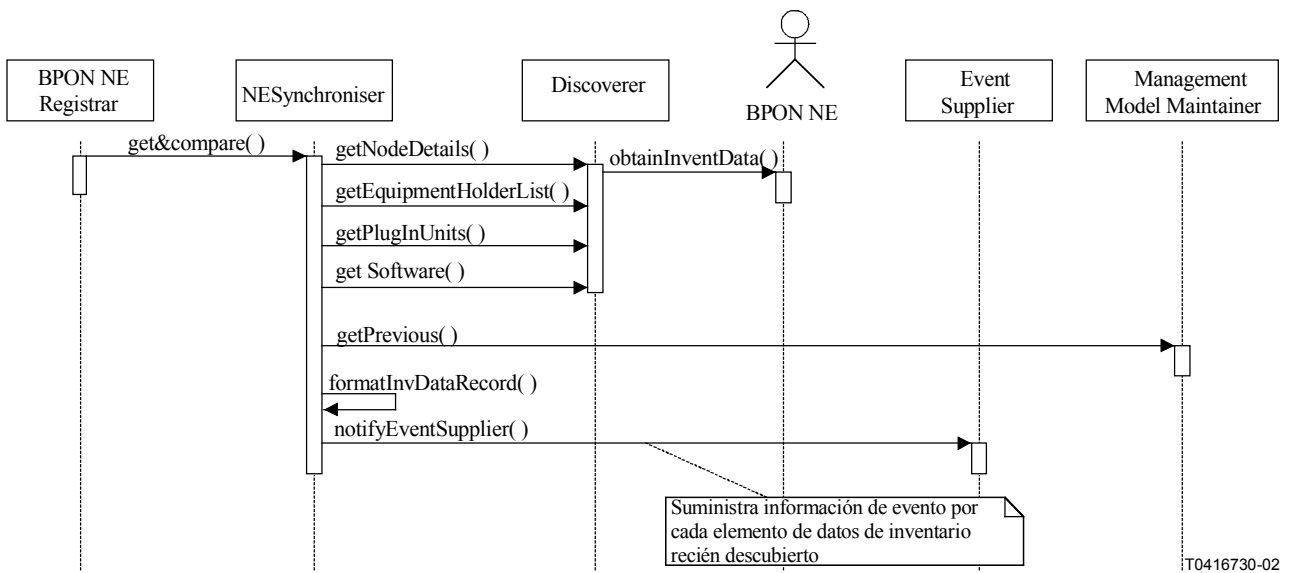 BPON NE
Registrar
NESynchroniser
Discoverer
BPON NE
Event
Supplier
Management
Model Maintainer
get&compare( )
getNodeDetails( )
obtainInventData( )
getEquipmentHolderList( )
getPlugInUnits( )
get Software( )
getPrevious( )
formatInvDataRecord( )
notifyEventSupplier( )
Suministra información de evento por
cada elemento de datos de inventario
recién descubierto
T0416730-02